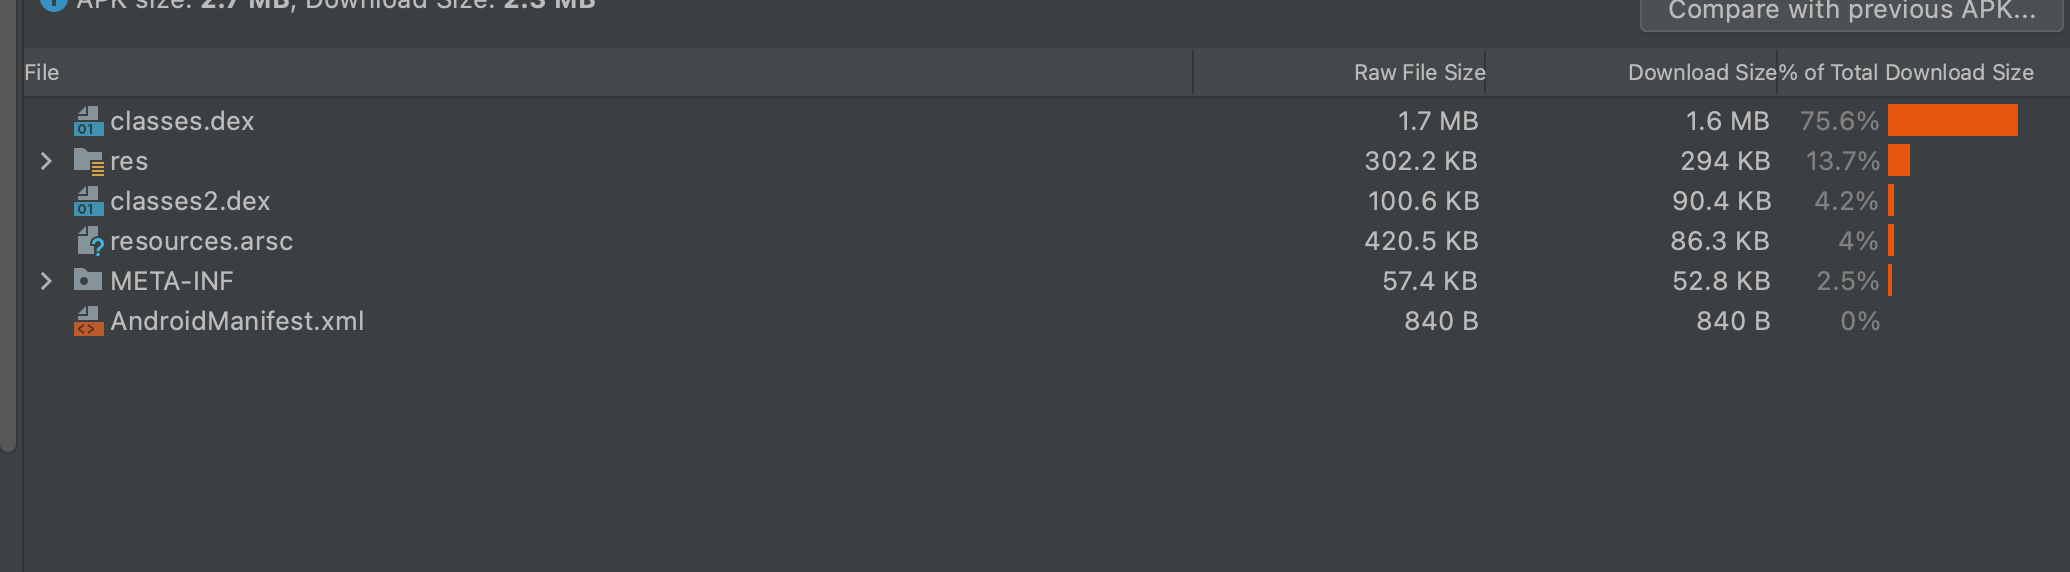 APK size: 2.7 MB, Download Size: 2.3 MB
Compare with previous APK...
File Raw File Size Download Size % of Total Download Size
classes.dex 1.7 MB 1.6 MB 75.6%
res 302.2 KB 294 KB 13.7%
classes2.dex 100.6 KB 90.4 KB 4.2%
resources.arsc 420.5 KB 86.3 KB 4%
META-INF 57.4 KB 52.8 KB 2.5%
AndroidManifest.xml 840 B 840 B 0%